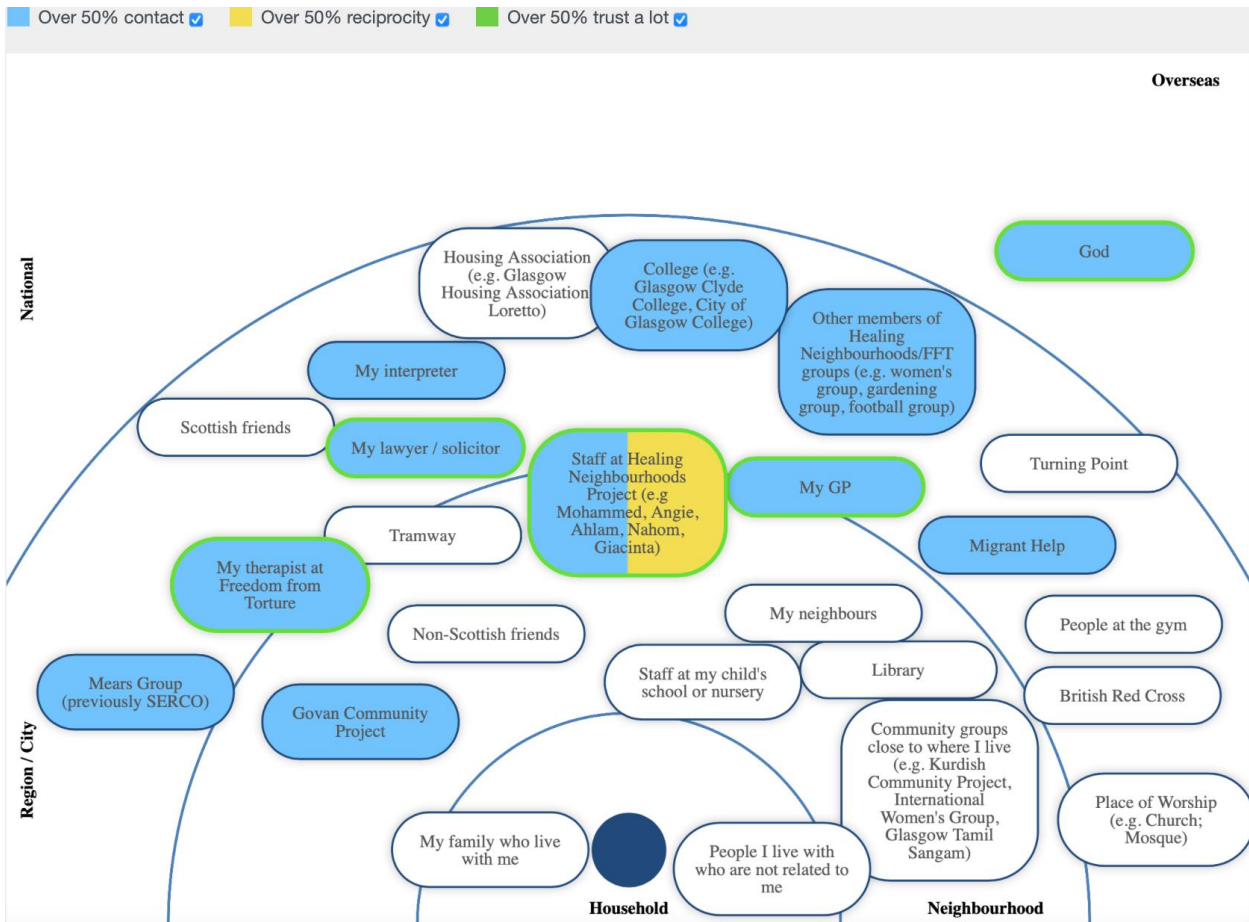 Over 50% contact
Over 50% reciprocity
Over 50% trust a lot
Overseas
National
God
Housing Association
(e.g. Glasgow
Housing Association
Loretto)
College (e.g.
Glasgow Clyde
College, City of
Glasgow College)
Other members of
Healing
Neighbourhoods/FFT
groups (e.g. women's
group, gardening
group, football group)
My interpreter
Scottish friends
My lawyer / solicitor
Staff at Healing
Neighbourhoods
Project (e.g
Mohammed, Angie,
Ahlam, Nahom,
Giacinta)
My GP
Turning Point
Tramway
Migrant Help
My therapist at
Freedom from
Torture
Non-Scottish friends
My neighbours
People at the gym
Mears Group
(previously SERCO)
Govan Community
Project
Staff at my child's
school or nursery
Library
British Red Cross
Region / City
Community groups
close to where I live
(e.g. Kurdish
Community Project,
International
Women's Group,
Glasgow Tamil
Sangam)
Place of Worship
(e.g. Church;
Mosque)
My family who live
with me
People I live with
who are not related to
me
Household
Neighbourhood